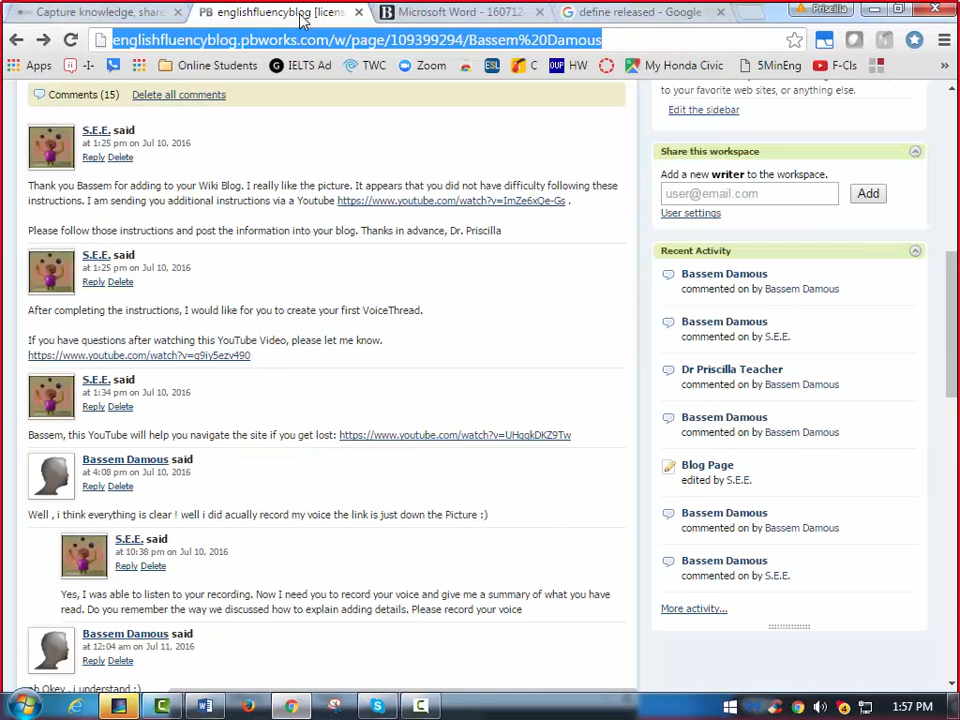 Capture knowledge, share
englishfluencyblog [licens
Microsoft Word - 160712
define released - Google
Priscilla
englishfluencyblog.pbworks.com/w/page/109399294/Bassem%20Damous
Apps
-I-
Online Students
IELTS Ad
TWC
Zoom
ESL
C
OUP HW
My Honda Civic
5MinEng
F-Cls
»
Comments (15) Delete all comments
S.E.E. said
at 1:25 pm on Jul 10, 2016
Reply Delete
Thank you Bassem for adding to your Wiki Blog. I really like the picture. It appears that you did not have difficulty following these
instructions. I am sending you additional instructions via a Youtube https://www.youtube.com/watch?v=ImZe6xQe-Gs .
Please follow those instructions and post the information into your blog. Thanks in advance, Dr. Priscilla
S.E.E. said
at 1:25 pm on Jul 10, 2016
Reply Delete
After completing the instructions, I would like for you to create your first VoiceThread.
If you have questions after watching this YouTube Video, please let me know.
https://www.youtube.com/watch?v=q9iy5ezv490
S.E.E. said
at 1:34 pm on Jul 10, 2016
Reply Delete
Bassem, this YouTube will help you navigate the site if you get lost: https://www.youtube.com/watch?v=UHqqkDKZ9Tw
Bassem Damous said
at 4:08 pm on Jul 10, 2016
Reply Delete
Well , i think everything is clear ! well i did acually record my voice the link is just down the Picture :)
S.E.E. said
at 10:38 pm on Jul 10, 2016
Reply Delete
Yes, I was able to listen to your recording. Now I need you to record your voice and give me a summary of what you have
read. Do you remember the way we discussed how to explain adding details. Please record your voice
Bassem Damous said
at 12:04 am on Jul 11, 2016
Reply Delete
oh Okey , i understand :)
to your favorite web sites, or anything else.
Edit the sidebar
Share this workspace
Add a new writer to the workspace.
user@email.com
Add
User settings
Recent Activity
Bassem Damous
commented on by Bassem Damous
Bassem Damous
commented on by S.E.E.
Dr Priscilla Teacher
commented on by Bassem Damous
Bassem Damous
commented on by Bassem Damous
Blog Page
edited by S.E.E.
Bassem Damous
commented on by Bassem Damous
Bassem Damous
commented on by S.E.E.
More activity...
1:57 PM